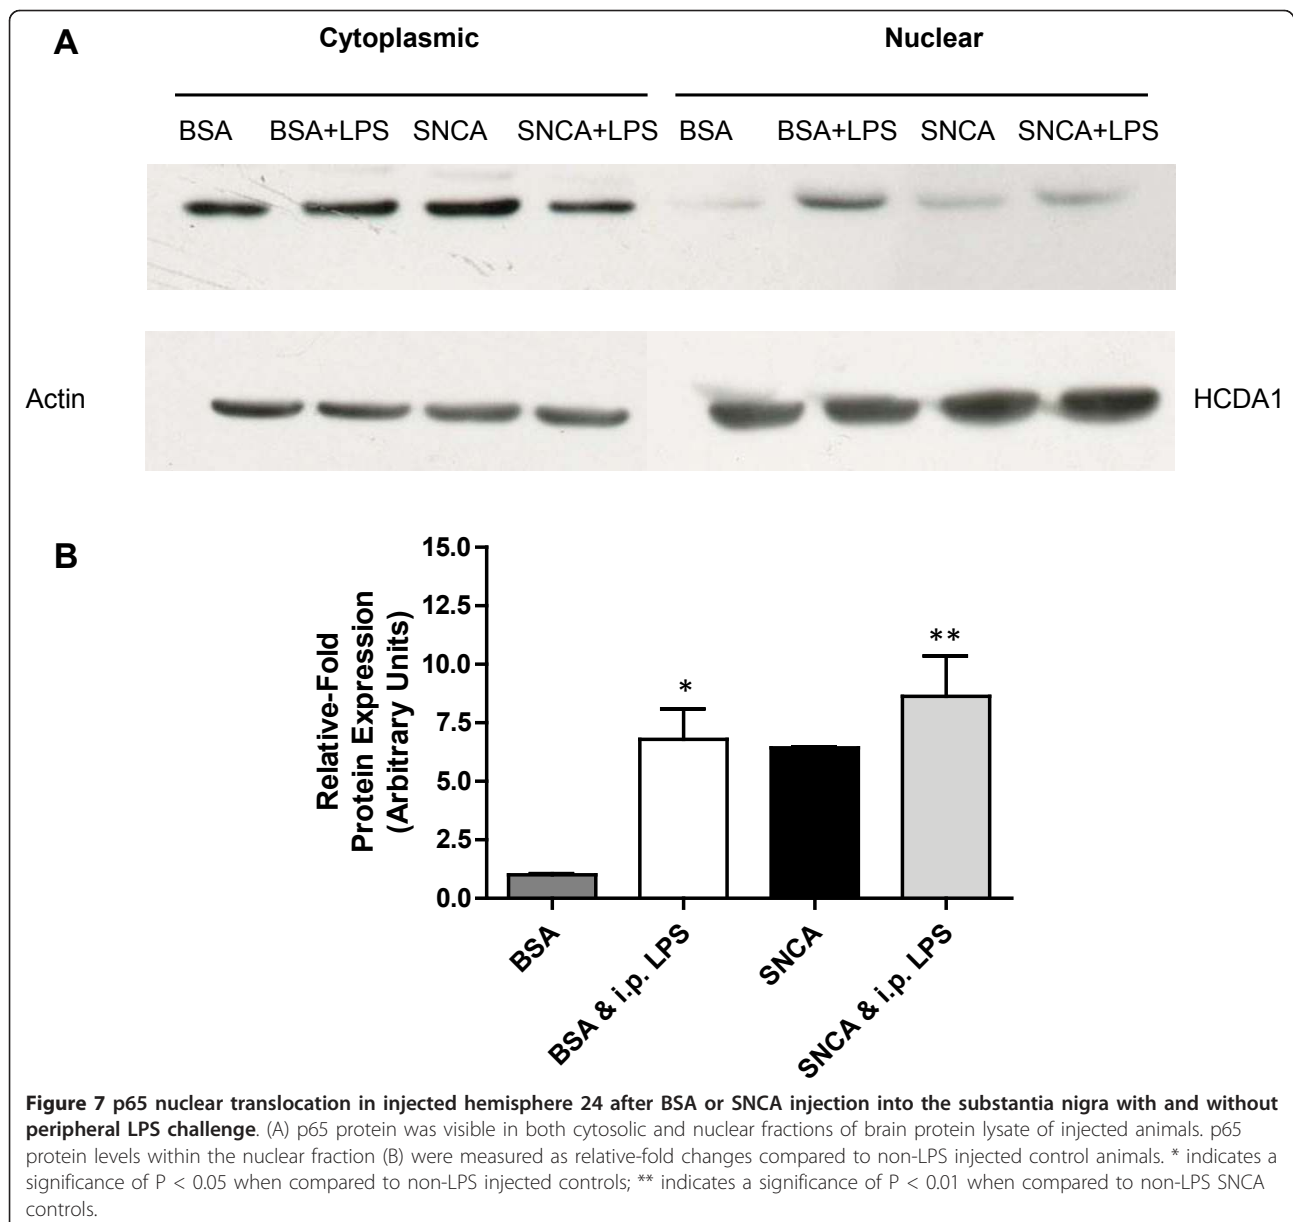 A
Cytoplasmic
Nuclear
BSA BSA+LPS SNCA SNCA+LPS BSA BSA+LPS SNCA SNCA+LPS
Actin
HCDA1
B
Relative-Fold
Protein Expression
(Arbitrary Units)
15.0
12.5
10.0
7.5
5.0
2.5
0.0
*
**
BSA
BSA & i.p. LPS
SNCA
SNCA & i.p. LPS
Figure 7 p65 nuclear translocation in injected hemisphere 24 after BSA or SNCA injection into the substantia nigra with and without
peripheral LPS challenge. (A) p65 protein was visible in both cytosolic and nuclear fractions of brain protein lysate of injected animals. p65
protein levels within the nuclear fraction (B) were measured as relative-fold changes compared to non-LPS injected control animals. * indicates a
significance of P < 0.05 when compared to non-LPS injected controls; ** indicates a significance of P < 0.01 when compared to non-LPS SNCA
controls.